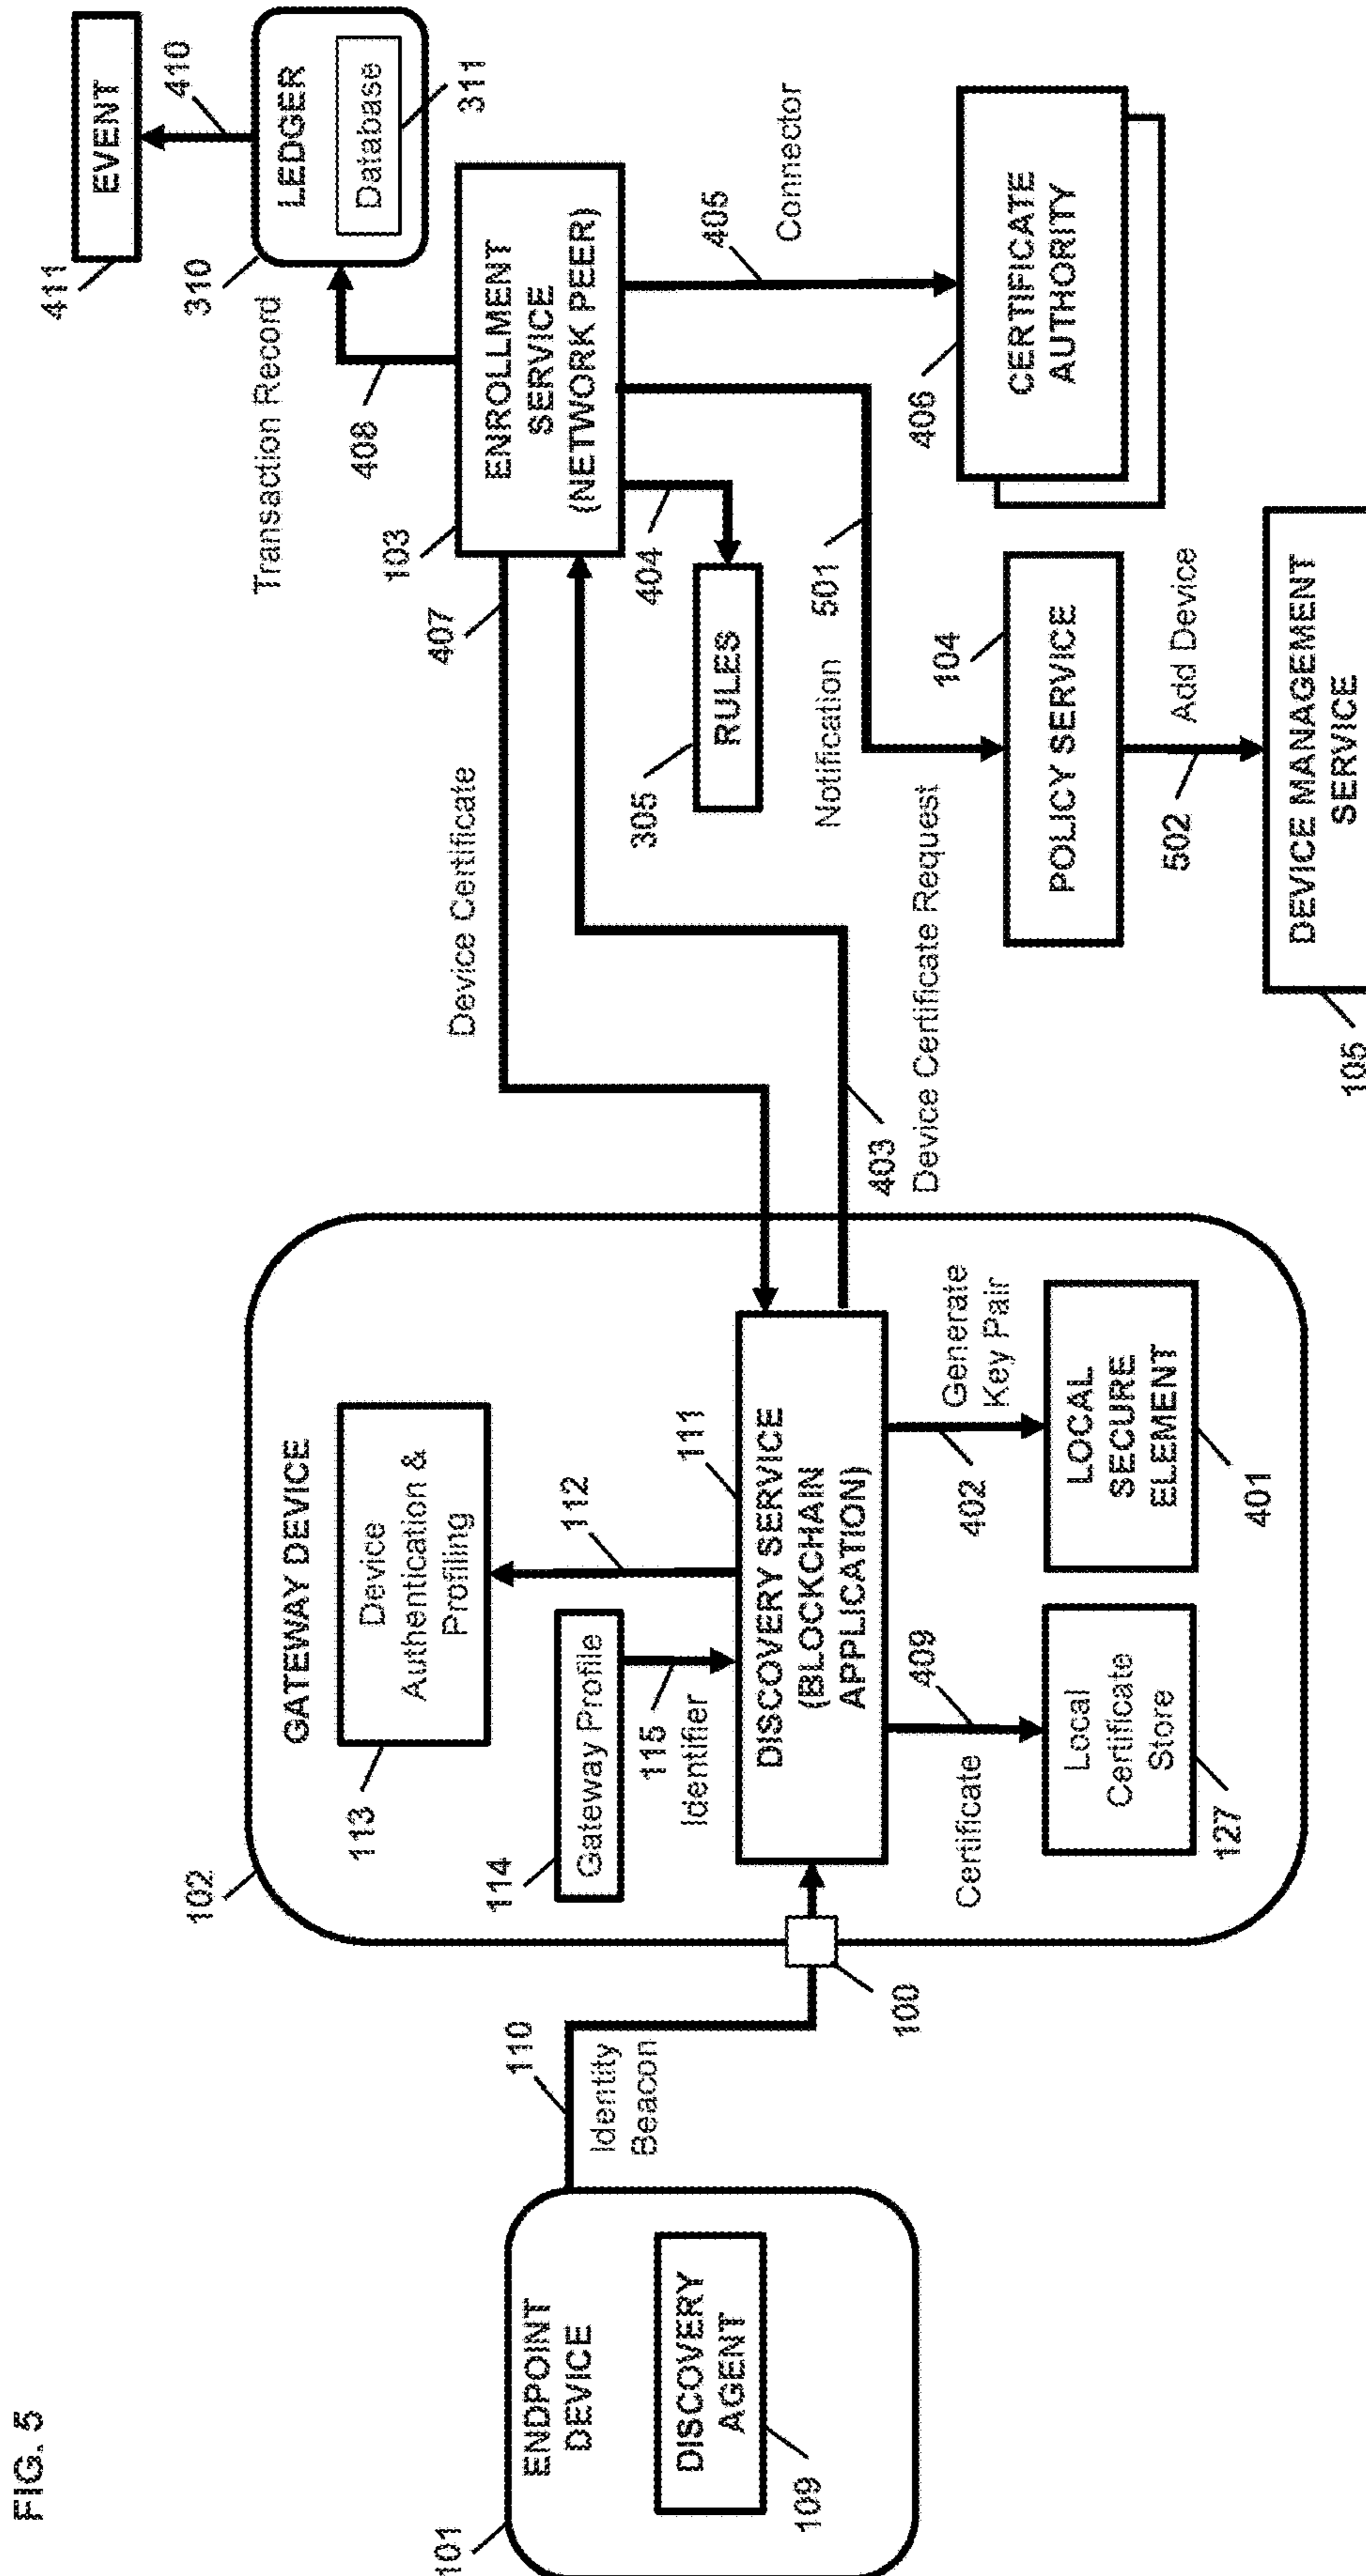 FIG. 5
101
ENDPOINT
DEVICE
DISCOVERY
AGENT
109
110
Identity
Beacon
100
102
GATEWAY DEVICE
113
Device
Authentication &
Profiling
112
114
Gateway Profile
115
Identifier
111
DISCOVERY SERVICE
(BLOCKCHAIN
APPLICATION)
Certificate
409
402
Generate
Key Pair
Local
Certificate
Store
127
LOCAL
SECURE
ELEMENT
401
Device Certificate
407
403
Device Certificate Request
103
ENROLLMENT
SERVICE
(NETWORK PEER)
Transaction Record
408
310
LEDGER
Database
311
410
411
EVENT
404
305
RULES
Notification
501
405
Connector
406
CERTIFICATE
AUTHORITY
104
POLICY SERVICE
502
Add Device
105
DEVICE MANAGEMENT
SERVICE